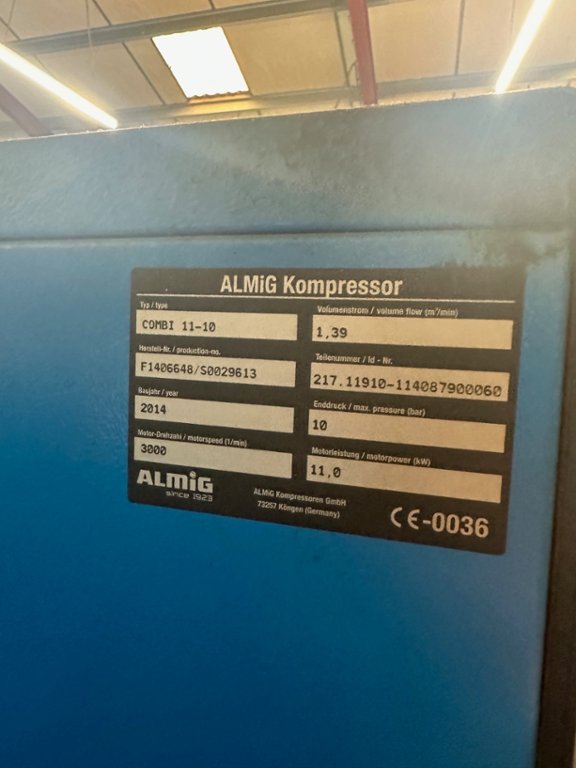 ALMiG Kompressor
Typ / type
COMBI 11-10
Volumenstrom / volume flow (m³/min)
1,39
Herstell-Nr. / production-no.
F1406648/S0029613
Teilenummer / Id - Nr.
217.11910-114087900060
Baujahr / year
2014
Enddruck / max. pressure (bar)
10
Motor-Drehzahl / motorspeed (1/min)
3000
Motorleistung / motorpower (kW)
11,0
ALMiG
since 1923
ALMiG Kompressoren GmbH
73257 Köngen (Germany)
CE-0036